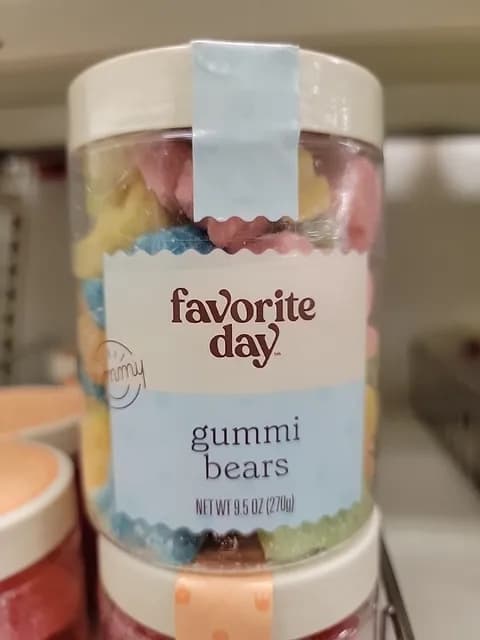 favorite
day
gummi
bears
NET WT 9.5 OZ (270g)